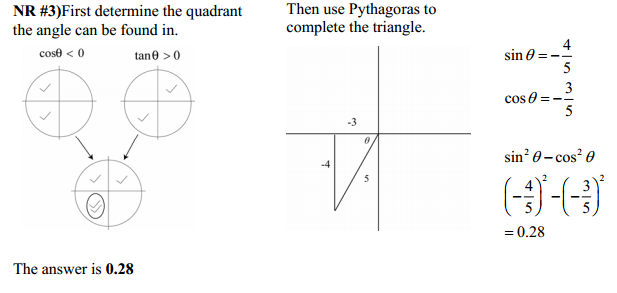 NR #3)First determine the quadrant
the angle can be found in.
cosθ < 0
tanθ > 0
The answer is 0.28
Then use Pythagoras to
complete the triangle.
-3
θ
-4
5
sin θ = -4/5
cos θ = -3/5
sin² θ – cos² θ
(-4/5)² - (-3/5)²
= 0.28